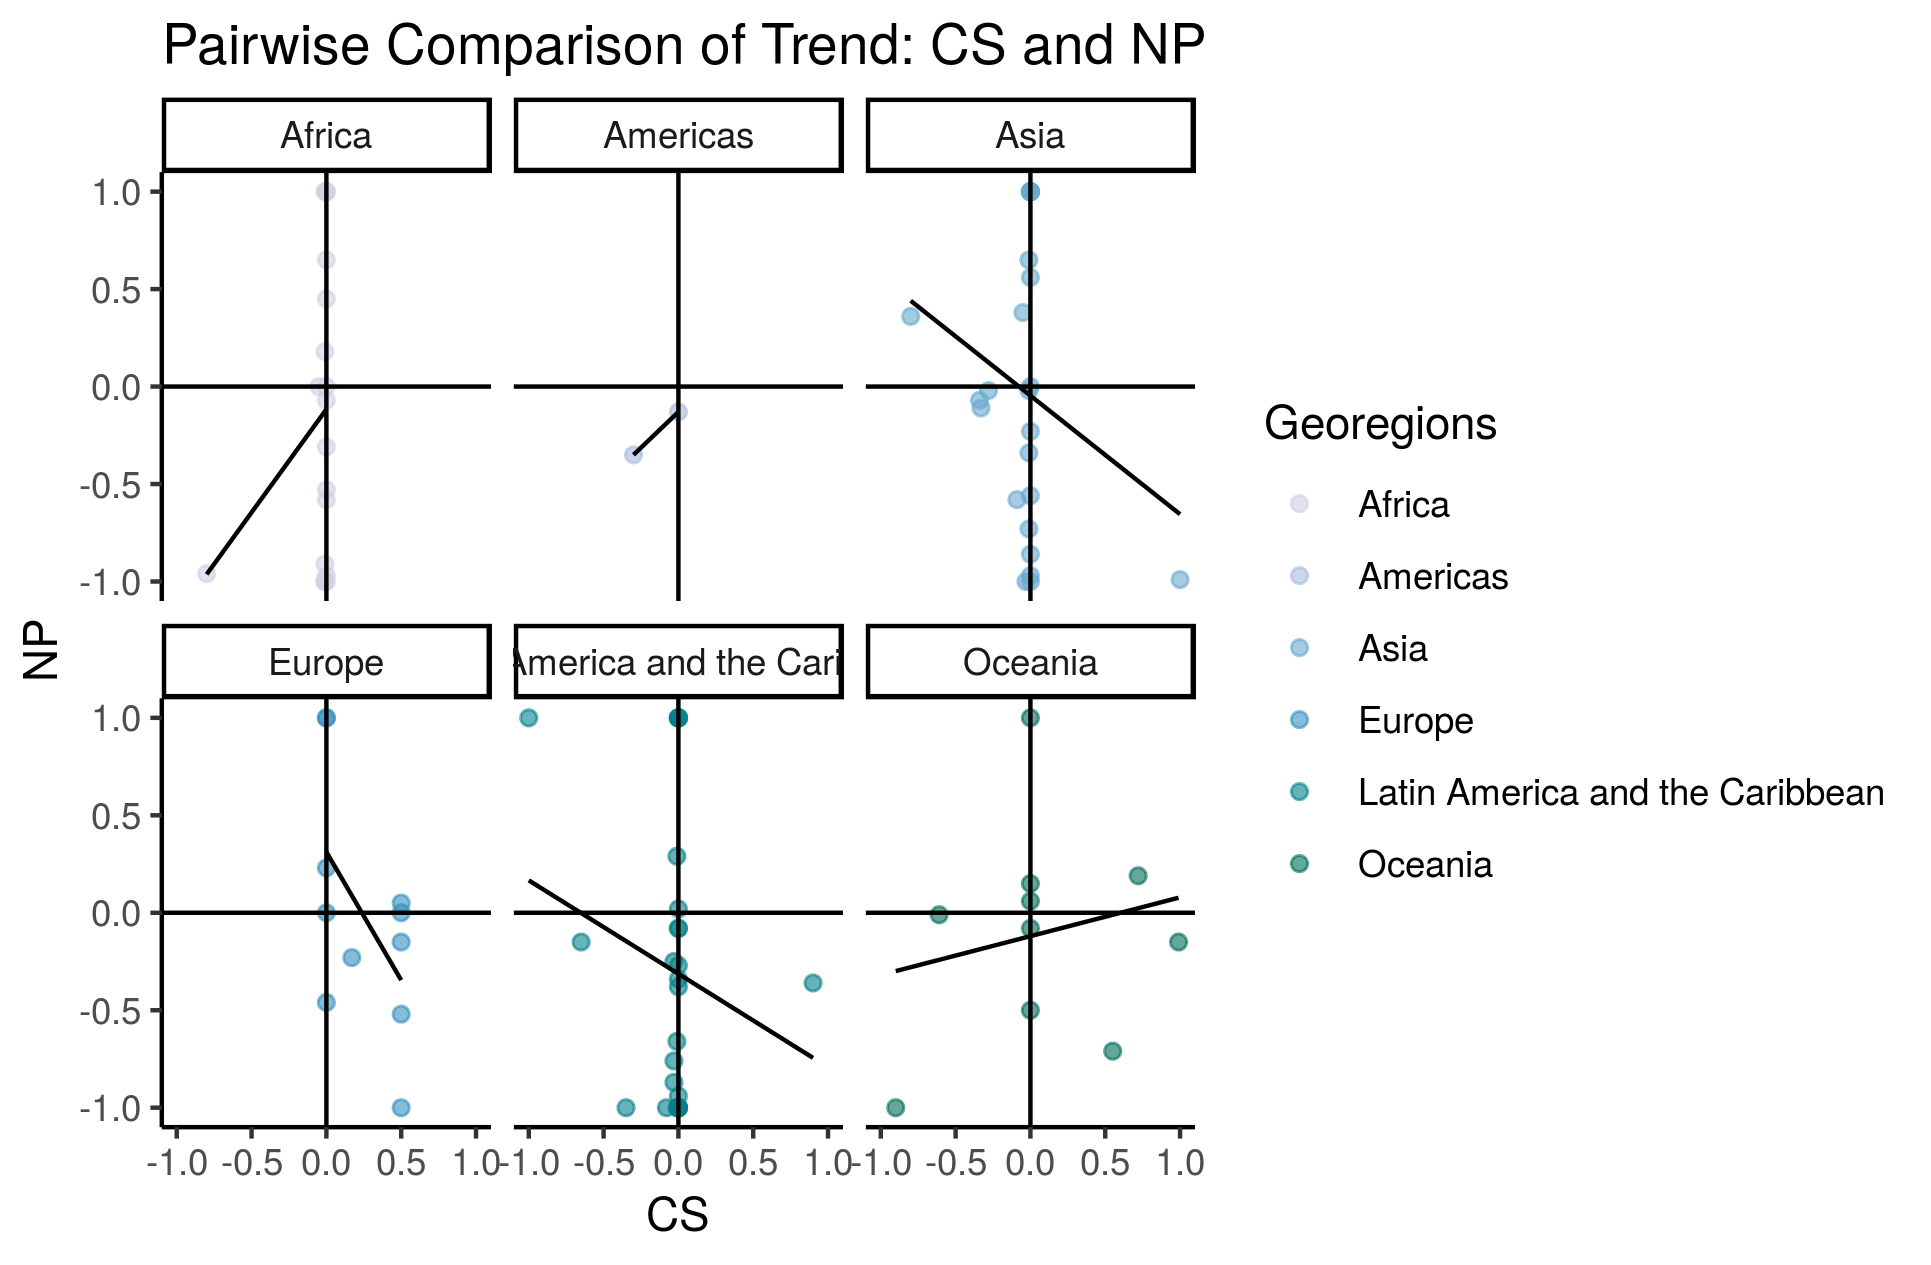 Pairwise Comparison of Trend: CS and NP
Africa
Americas
Asia
1.0
0.5
0.0
-0.5
-1.0
NP
Europe
America and the Cari
Oceania
1.0
0.5
0.0
-0.5
-1.0
-1.0 -0.5 0.0 0.5 1.0
-1.0 -0.5 0.0 0.5 1.0
-1.0 -0.5 0.0 0.5 1.0
CS
Georegions
Africa
Americas
Asia
Europe
Latin America and the Caribbean
Oceania